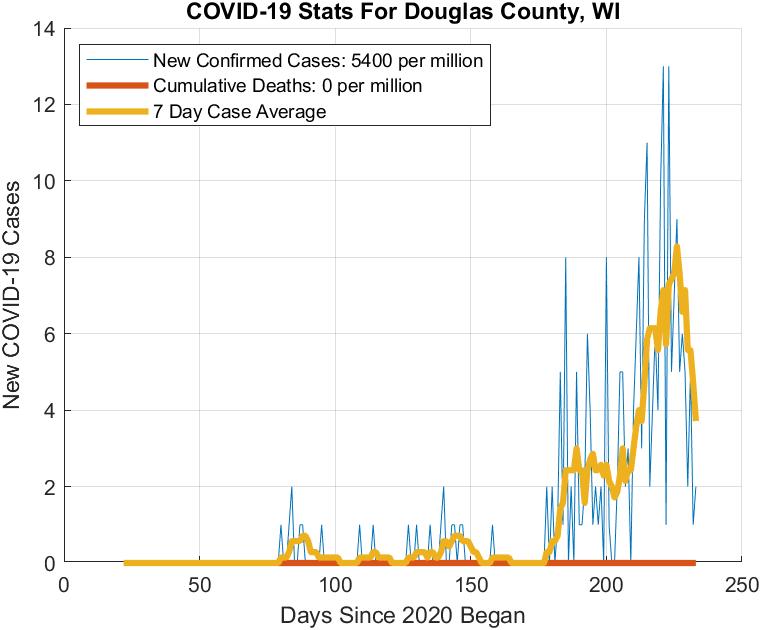 COVID-19 Stats For Douglas County, WI
New Confirmed Cases: 5400 per million
Cumulative Deaths: 0 per million
7 Day Case Average
New COVID-19 Cases
14
12
10
8
6
4
2
0
0 50 100 150 200 250
Days Since 2020 Began